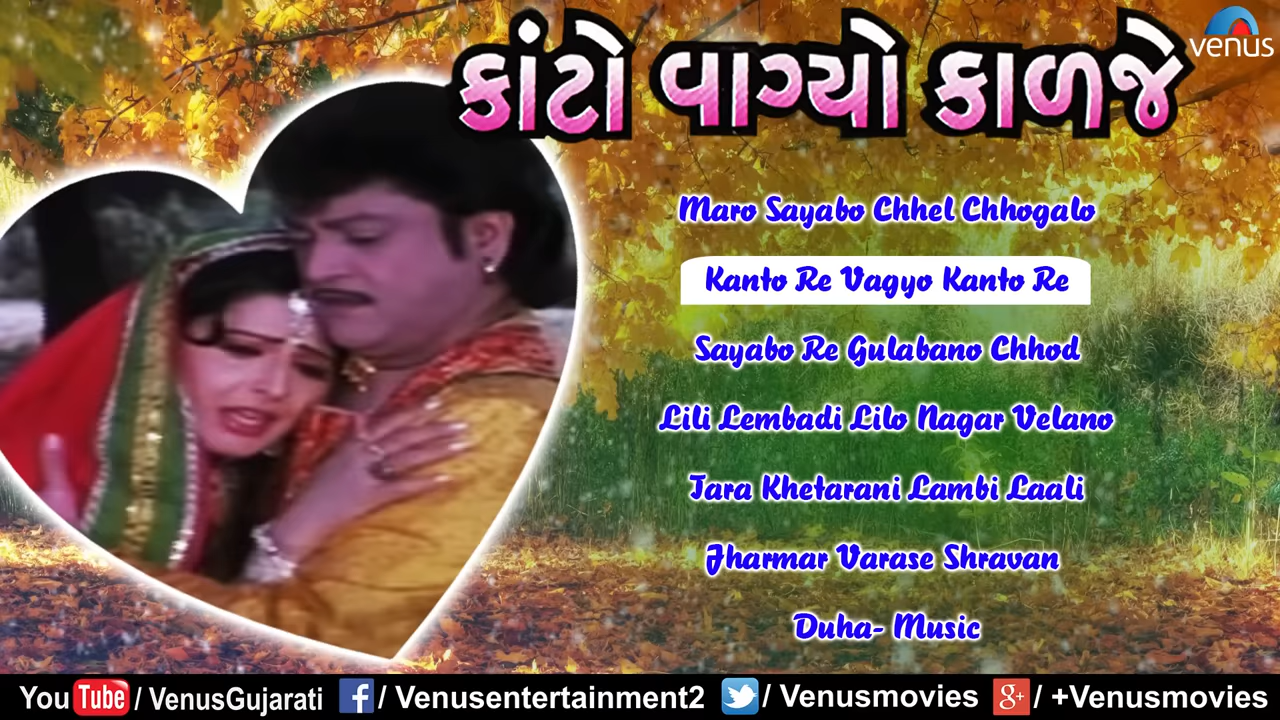 કાંટો વાગ્યો કાળજે
venus
Maro Sayabo Chhel Chhogalo
Kanto Re Vagyo Kanto Re
Sayabo Re Gulabano Chhod
Lili Lembadi Lilo Nagar Velano
Tara Khetarani Lambi Laali
Jharmar Varase Shravan
Duha- Music
You Tube / VenusGujarati f / Venusentertainment2 / Venusmovies g+ / +Venusmovies